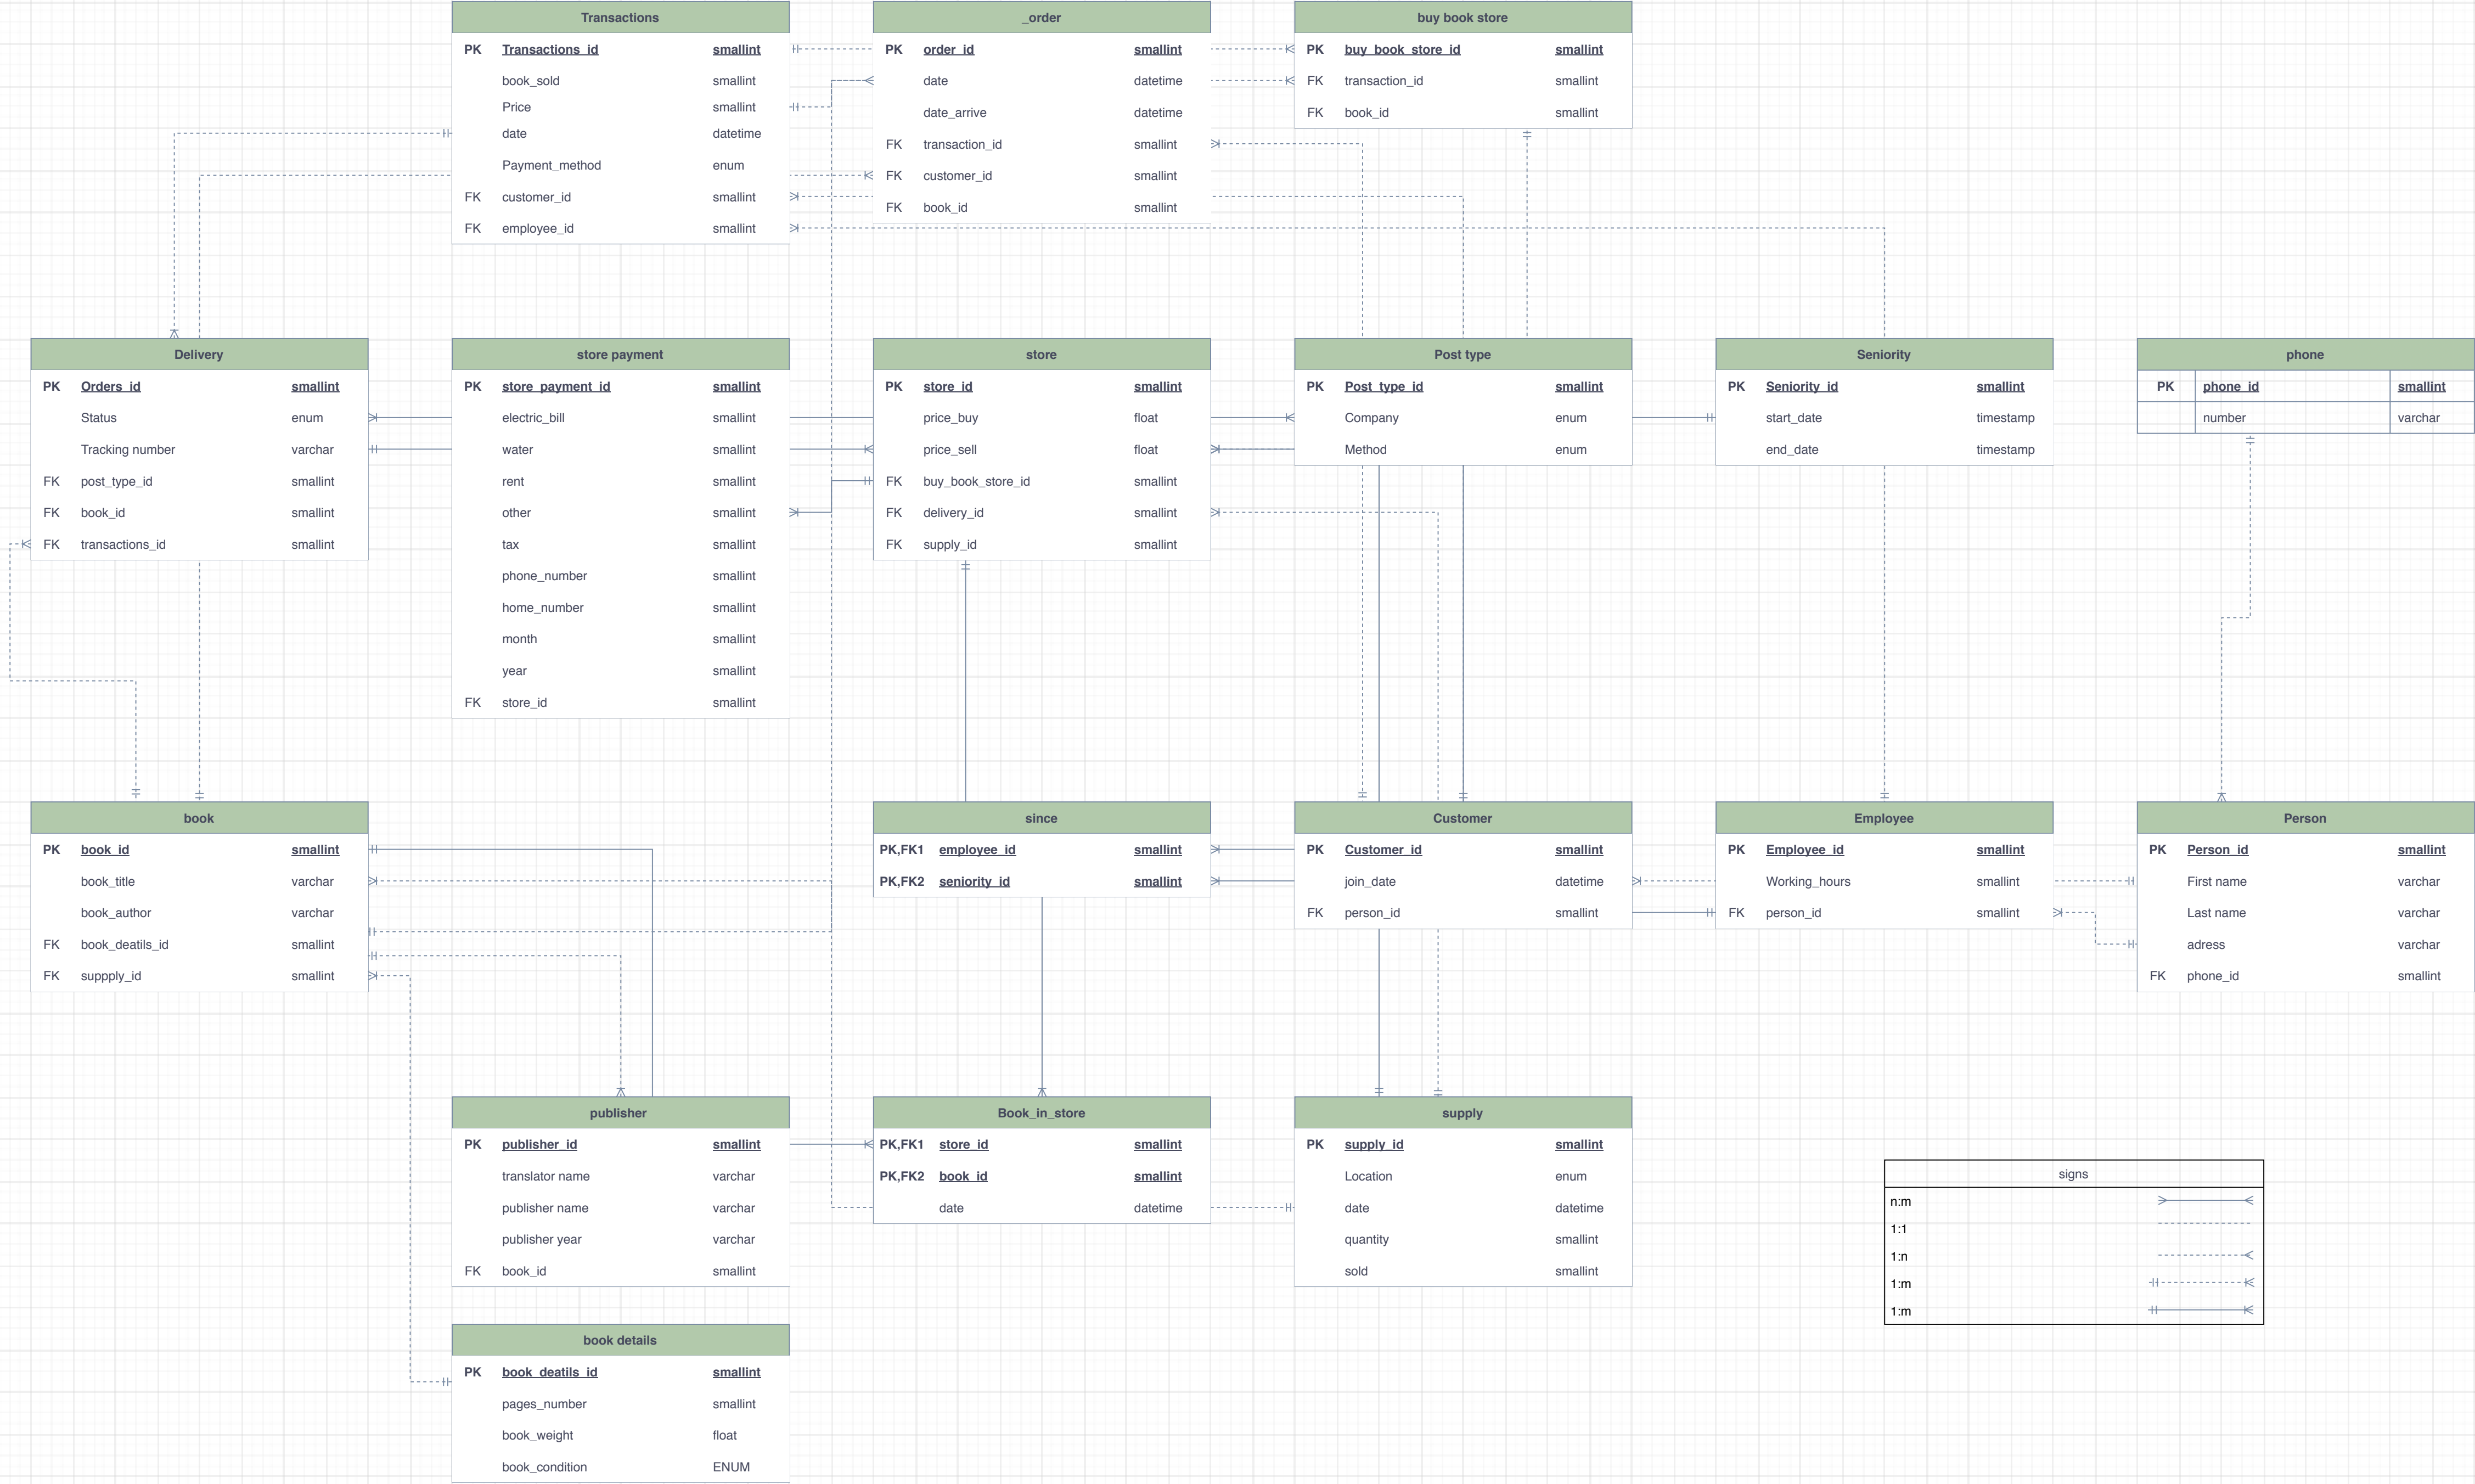 Transactions
PK Transactions_id smallint
book_sold smallint
Price smallint
date datetime
Payment_method enum
FK customer_id smallint
FK employee_id smallint
_order
PK order_id smallint
date datetime
date_arrive datetime
FK transaction_id smallint
FK customer_id smallint
FK book_id smallint
buy book store
PK buy_book_store_id smallint
FK transaction_id smallint
FK book_id smallint
Delivery
PK Orders_id smallint
Status enum
Tracking number varchar
FK post_type_id smallint
FK book_id smallint
FK transactions_id smallint
store payment
PK store_payment_id smallint
electric_bill smallint
water smallint
rent smallint
other smallint
tax smallint
phone_number smallint
home_number smallint
month smallint
year smallint
FK store_id smallint
store
PK store_id smallint
price_buy float
price_sell float
FK buy_book_store_id smallint
FK delivery_id smallint
FK supply_id smallint
Post type
PK Post_type_id smallint
Company enum
Method enum
Seniority
PK Seniority_id smallint
start_date timestamp
end_date timestamp
phone
PK phone_id smallint
number varchar
book
PK book_id smallint
book_title varchar
book_author varchar
FK book_deatils_id smallint
FK suppply_id smallint
since
PK,FK1 employee_id smallint
PK,FK2 seniority_id smallint
Customer
PK Customer_id smallint
join_date datetime
FK person_id smallint
Employee
PK Employee_id smallint
Working_hours smallint
FK person_id smallint
Person
PK Person_id smallint
First name varchar
Last name varchar
adress varchar
FK phone_id smallint
publisher
PK publisher_id smallint
translator name varchar
publisher name varchar
publisher year varchar
FK book_id smallint
Book_in_store
PK,FK1 store_id smallint
PK,FK2 book_id smallint
date datetime
supply
PK supply_id smallint
Location enum
date datetime
quantity smallint
sold smallint
signs
n:m
1:1
1:n
1:m
1:m
book details
PK book_deatils_id smallint
pages_number smallint
book_weight float
book_condition ENUM